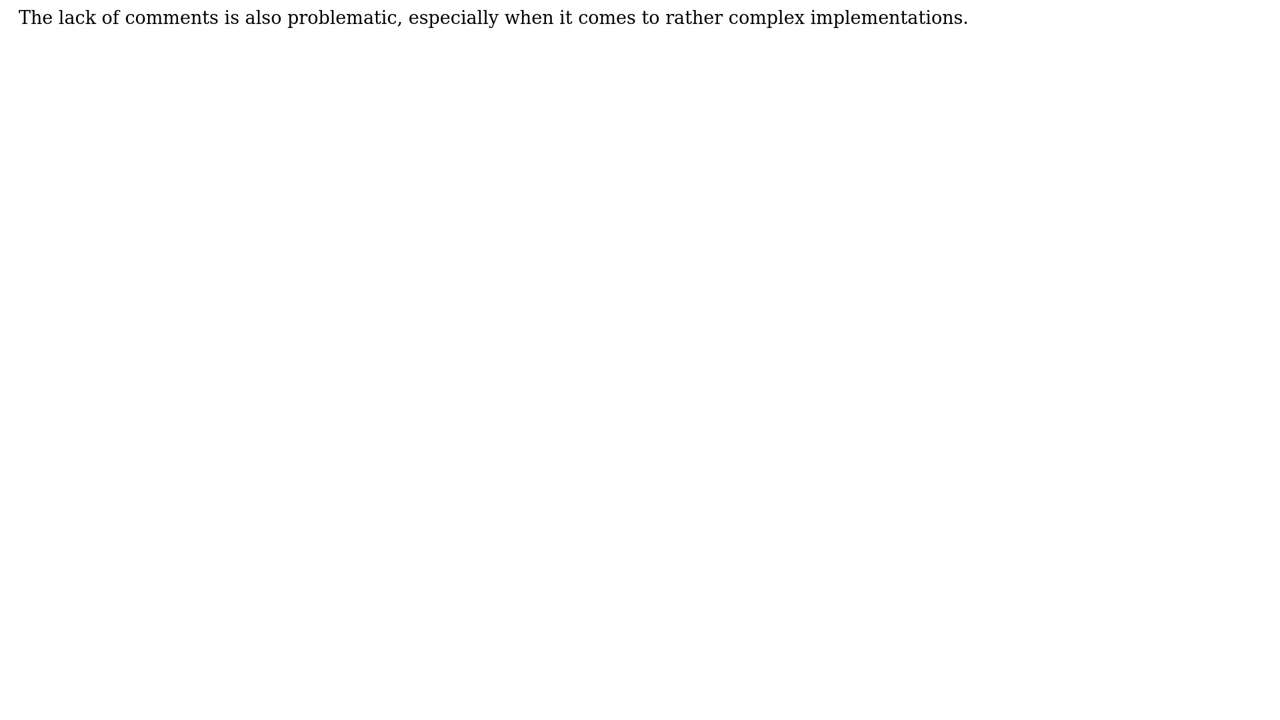 The lack of comments is also problematic, especially when it comes to rather complex implementations.